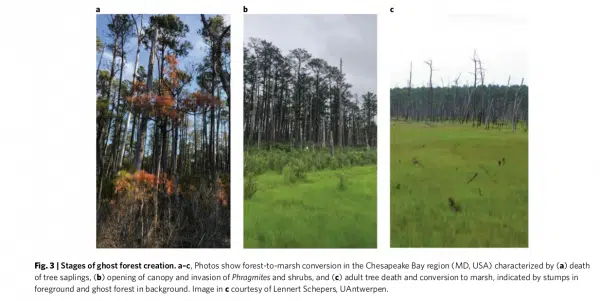 a
b
c
Fig. 3 | Stages of ghost forest creation. a–c, Photos show forest-to-marsh conversion in the Chesapeake Bay region (MD, USA) characterized by (a) death
of tree saplings, (b) opening of canopy and invasion of Phragmites and shrubs, and (c) adult tree death and conversion to marsh, indicated by stumps in
foreground and ghost forest in background. Image in c courtesy of Lennert Schepers, UAntwerpen.